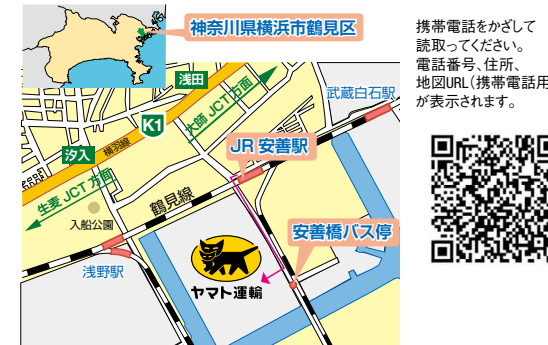 神奈川県横浜市鶴見区
携帯電話をかざして
読取ってください。
電話番号、住所、
地図URL(携帯電話用
が表示されます。
浅田
武蔵白石駅
大師 JCT 方面
K1
JR 安善駅
汐入
横羽線
生麦 JCT 方面
鶴見線
入船公園
安善橋バス停
浅野駅
ヤマト運輸